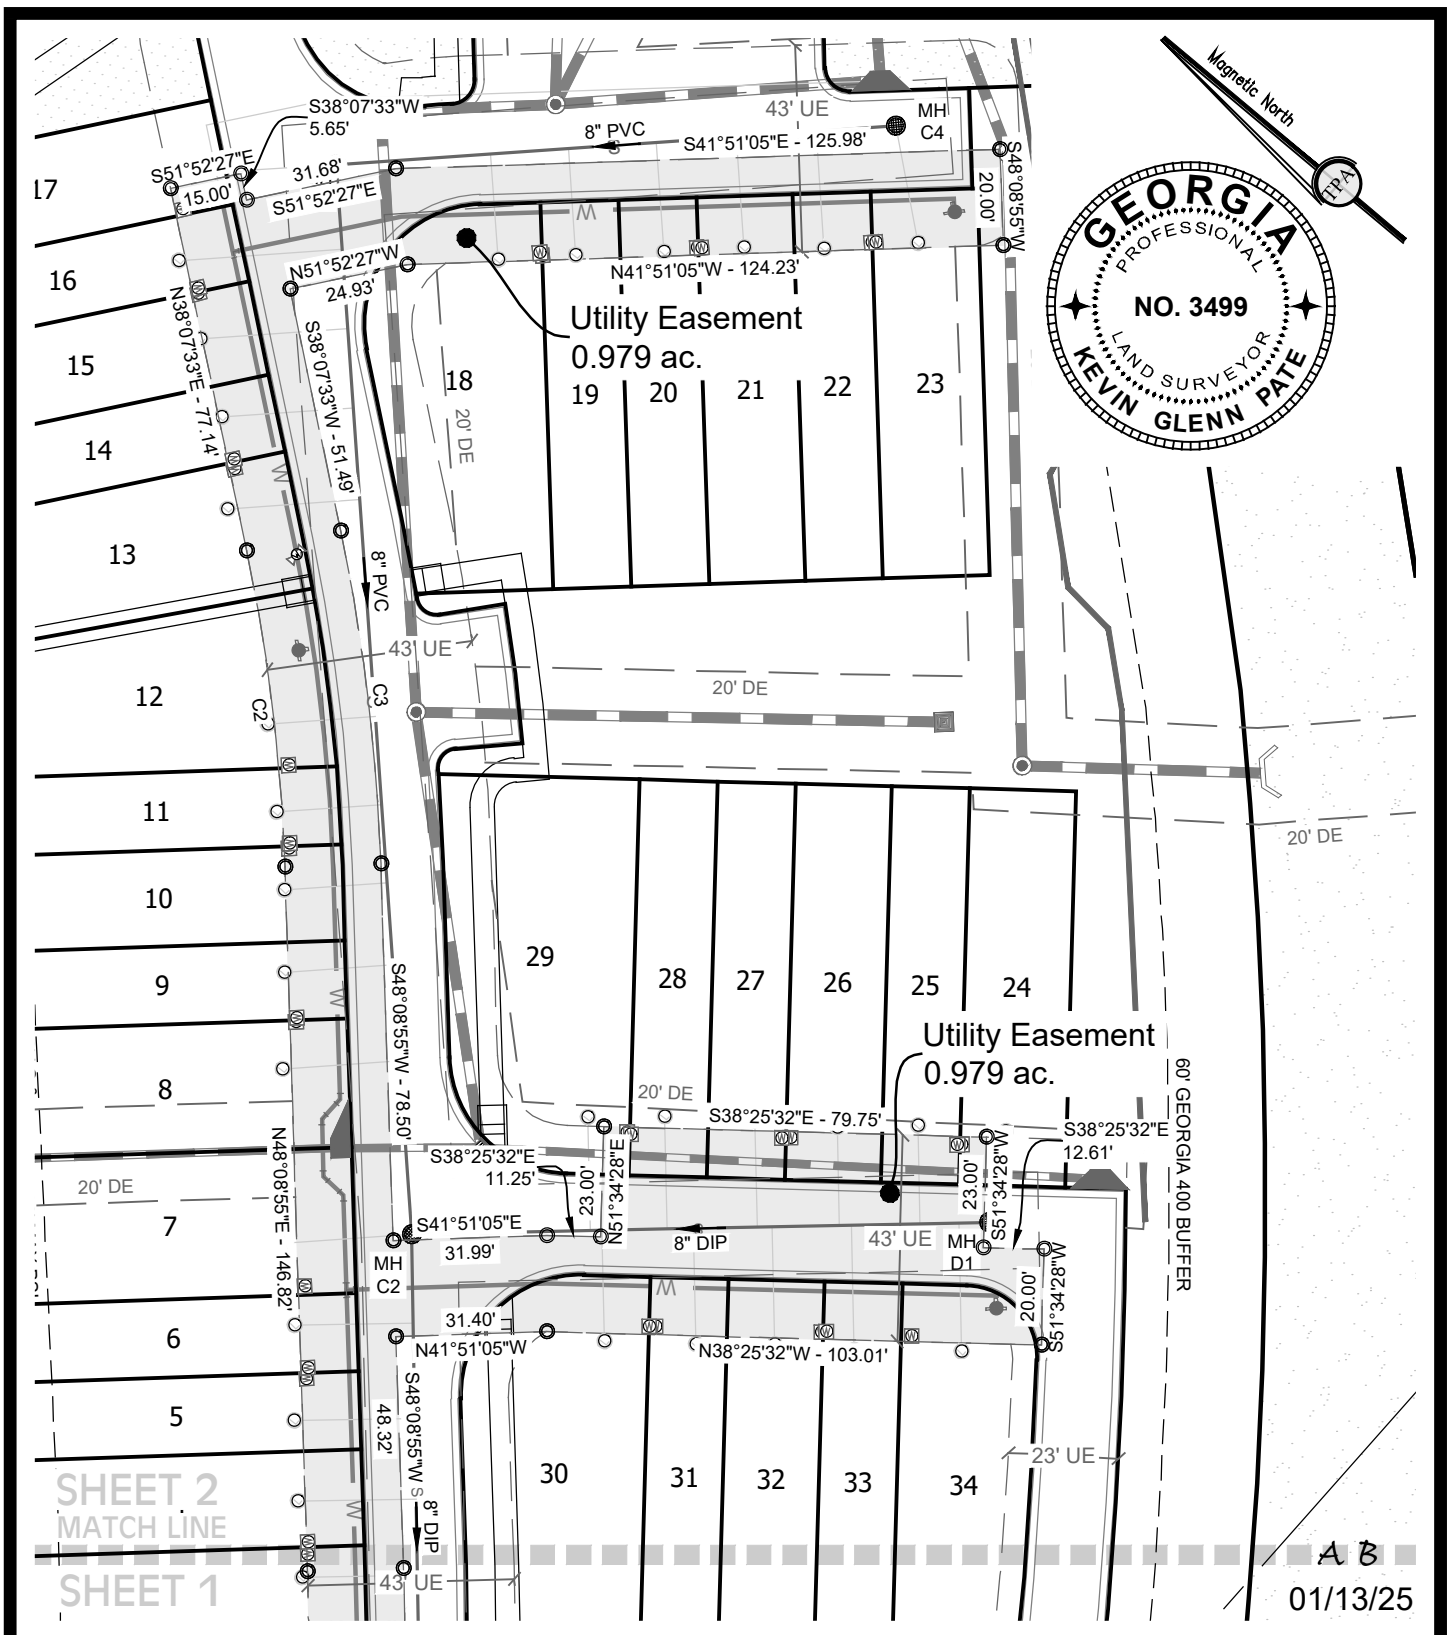 S38°07'33"W
5.65'
43' UE
MH
C4
8" PVC
S
S41°51'05"E - 125.98'
S51°52'27"E
15.00'
31.68'
S51°52'27"E
S48°08'55"W
20.00'
17
W
N51°52'27"W
24.93'
N41°51'05"W - 124.23'
Utility Easement
0.979 ac.
16
N38°07'33"E - 77.14'
S38°07'33"W - 51.49'
15
18
19
20
21
22
23
20' DE
14
W
13
8" PVC
43' UE
12
C2
C3
20' DE
11
20' DE
10
29
28
27
26
25
24
9
W
S48°08'55"W - 78.50'
Utility Easement
0.979 ac.
8
20' DE
S38°25'32"E - 79.75'
S38°25'32"E
12.61'
60' GEORGIA 400 BUFFER
N48°08'55"E - 146.82'
S38°25'32"E
11.25'
23.00'
N51°34'28"E
23.00'
S51°34'28"W
20' DE
7
S41°51'05"E
31.99'
8" DIP
43' UE
MH
D1
MH
C2
W
20.00'
S51°34'28"W
31.40'
N41°51'05"W
N38°25'32"W - 103.01'
6
5
48.32'
S48°08'55"W
S
8" DIP
30
31
32
33
34
23' UE
W
SHEET 2
MATCH LINE
SHEET 1
43' UE
A B
01/13/25
Magnetic North
TPA
GEORGIA
PROFESSIONAL
NO. 3499
LAND SURVEYOR
KEVIN GLENN PATE